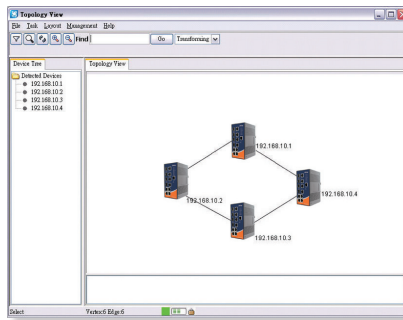 Topology View
File Task Layout Management Help
Find Go Transforming
Device Tree
Topology View
Detected Devices
192.168.10.1
192.168.10.2
192.168.10.3
192.168.10.4
192.168.10.1
192.168.10.2
192.168.10.4
192.168.10.3
Select
Vertex:6 Edge:6